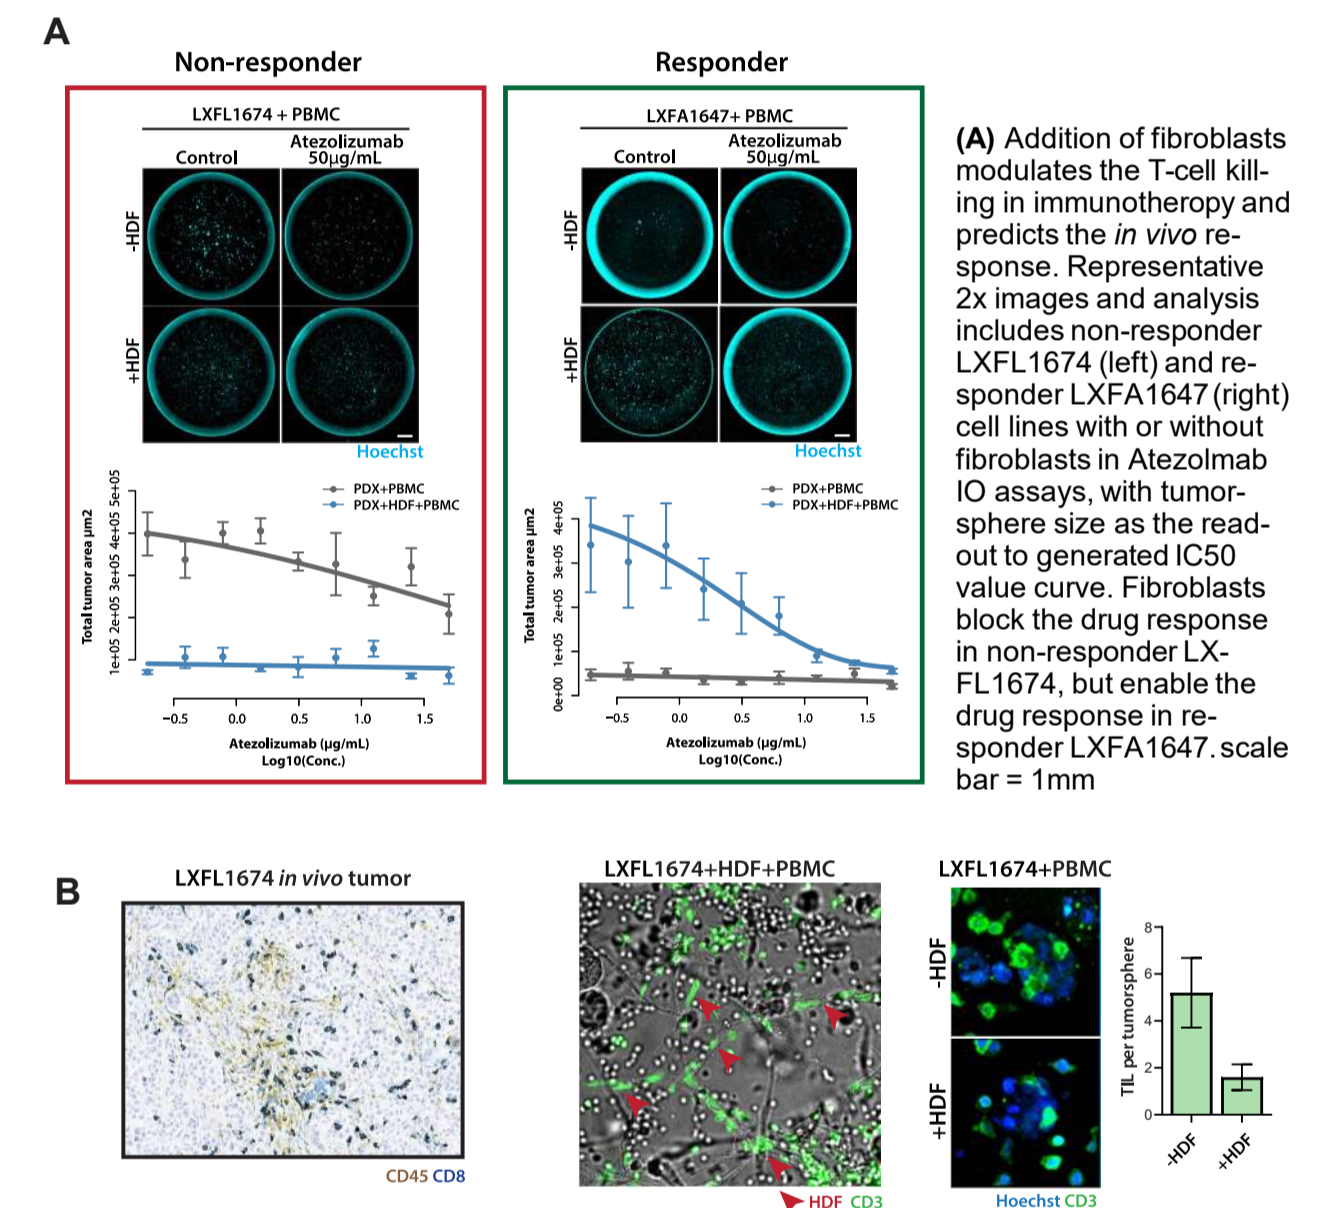 A
Non-responder
LXFL1674 + PBMC
Control
Atezolizumab
50µg/mL
-HDF
+HDF
Hoechst
PDX+PBMC
PDX+HDF+PBMC
Total tumor area µm2
5e+05
4e+05
3e+05
2e+05
1e+05
−0.5 0.0 0.5 1.0 1.5
Atezolizumab (µg/mL)
Log10(Conc.)
Responder
LXFA1647+ PBMC
Control
Atezolizumab
50µg/mL
-HDF
+HDF
Hoechst
PDX+PBMC
PDX+HDF+PBMC
Total tumor area µm2
4e+05
3e+05
2e+05
1e+05
0e+00
−0.5 0.0 0.5 1.0 1.5
Atezolizumab (µg/mL)
Log10(Conc.)
(A) Addition of fibroblasts
modulates the T-cell kill-
ing in immunotheropy and
predicts the in vivo re-
sponse. Representative
2x images and analysis
includes non-responder
LXFL1674 (left) and re-
sponder LXFA1647 (right)
cell lines with or without
fibroblasts in Atezolmab
IO assays, with tumor-
sphere size as the read-
out to generated IC50
value curve. Fibroblasts
block the drug response
in non-responder LX-
FL1674, but enable the
drug response in re-
sponder LXFA1647. scale
bar = 1mm
B
LXFL1674 in vivo tumor
CD45 CD8
LXFL1674+HDF+PBMC
HDF CD3
LXFL1674+PBMC
-HDF
+HDF
Hoechst CD3
TIL per tumorsphere
8
6
4
2
0
-HDF
+HDF